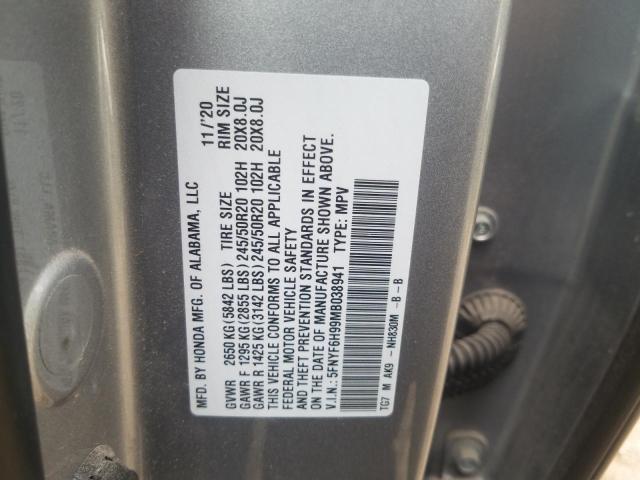 MFD. BY HONDA MFG. OF ALABAMA, LLC 11/'20
GVWR 2650 KG (5842 LBS) TIRE SIZE RIM SIZE
GAWR F 1295 KG (2855 LBS) 245/50R20 102H 20X8.0J
GAWR R 1425 KG (3142 LBS) 245/50R20 102H 20X8.0J
THIS VEHICLE CONFORMS TO ALL APPLICABLE
FEDERAL MOTOR VEHICLE SAFETY
AND THEFT PREVENTION STANDARDS IN EFFECT
ON THE DATE OF MANUFACTURE SHOWN ABOVE.
V.I.N.: 5FNYF6H99MB038941 TYPE: MPV
TG7 M AK9 - NH830M - B - B